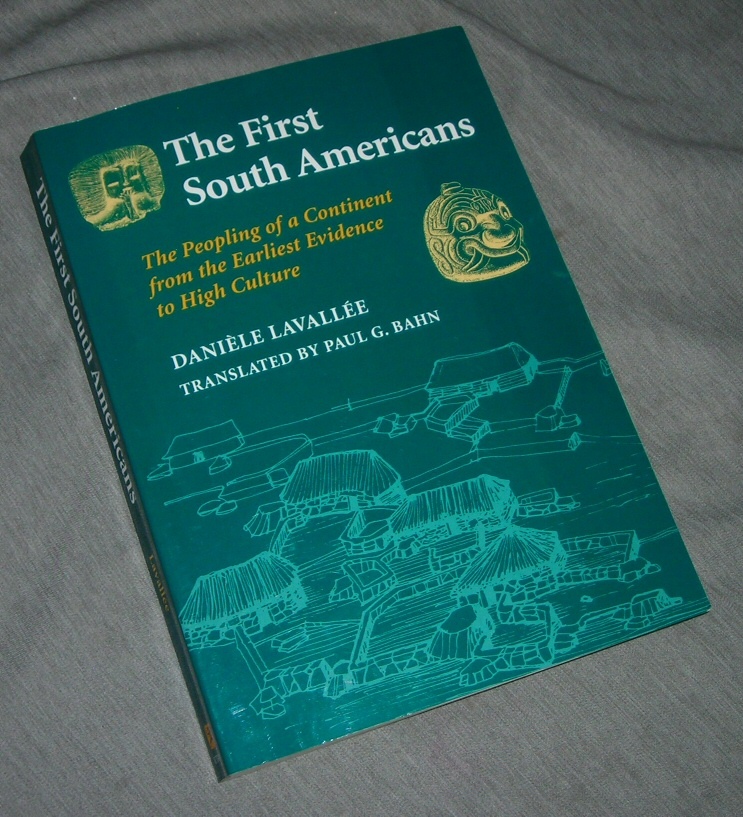 The First
South Americans
The Peopling of a Continent
from the Earliest Evidence
to High Culture
DANIÈLE LAVALLÉE
TRANSLATED BY PAUL G. BAHN
The First South Americans
Lavallée